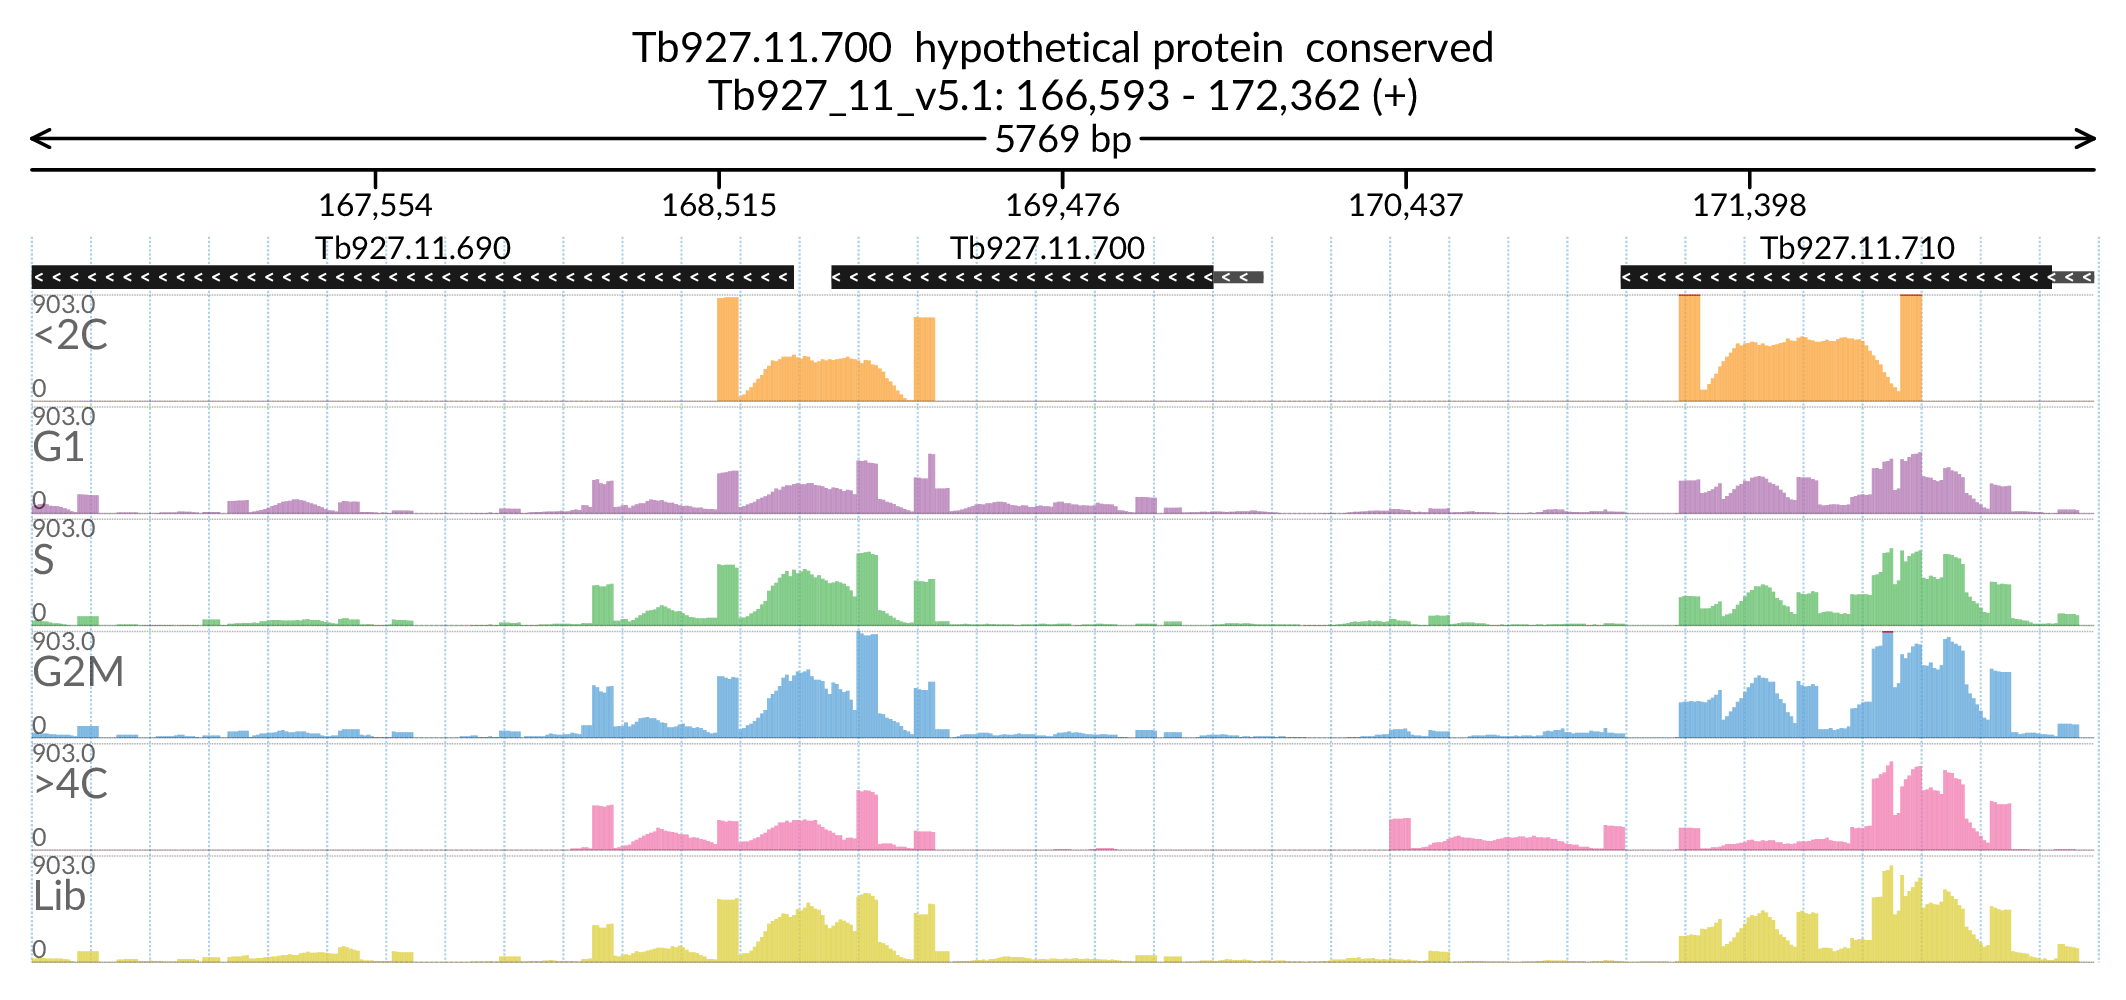 Tb927.11.700 hypothetical protein conserved
Tb927_11_v5.1: 166,593 - 172,362 (+)
5769 bp
167,554 168,515 169,476 170,437 171,398
Tb927.11.690 Tb927.11.700 Tb927.11.710
903.0
<2C
0
903.0
G1
0
903.0
S
0
903.0
G2M
0
903.0
>4C
0
903.0
Lib
0